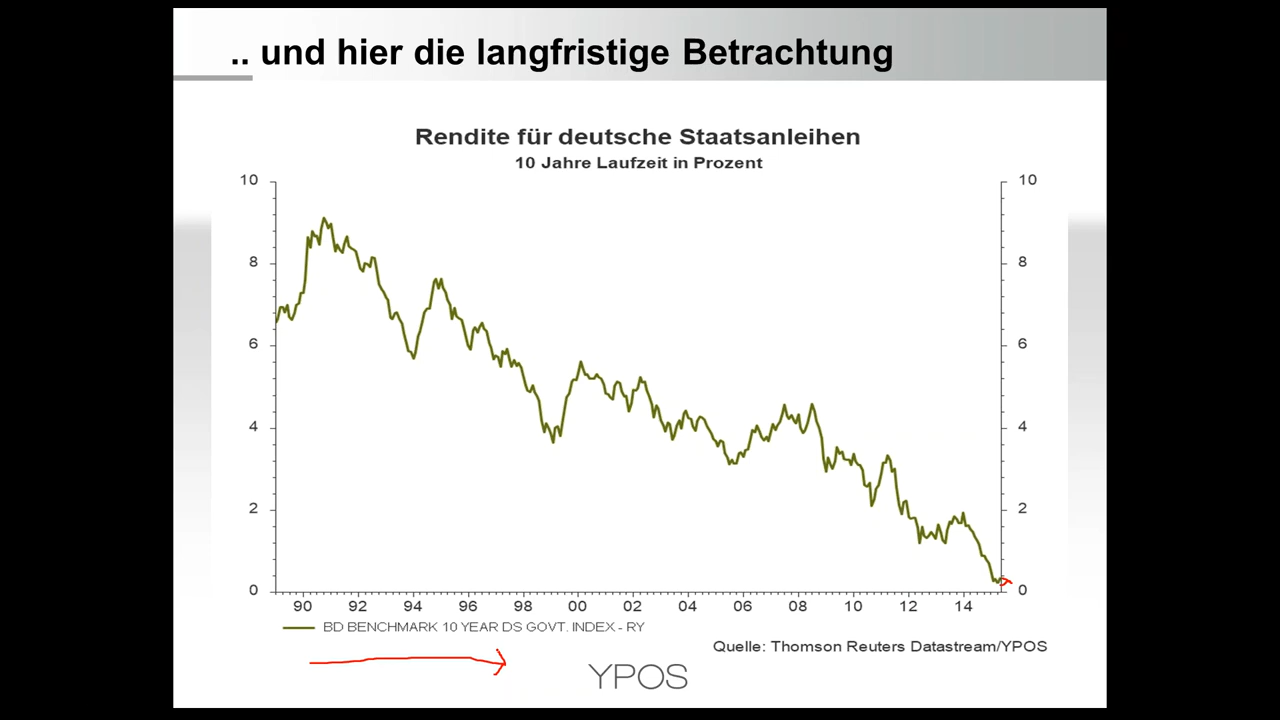 .. und hier die langfristige Betrachtung
Rendite für deutsche Staatsanleihen
10 Jahre Laufzeit in Prozent
10 10
8 8
6 6
4 4
2 2
0 0
90 92 94 96 98 00 02 04 06 08 10 12 14
BD BENCHMARK 10 YEAR DS GOVT. INDEX - RY
Quelle: Thomson Reuters Datastream/YPOS
YPOS